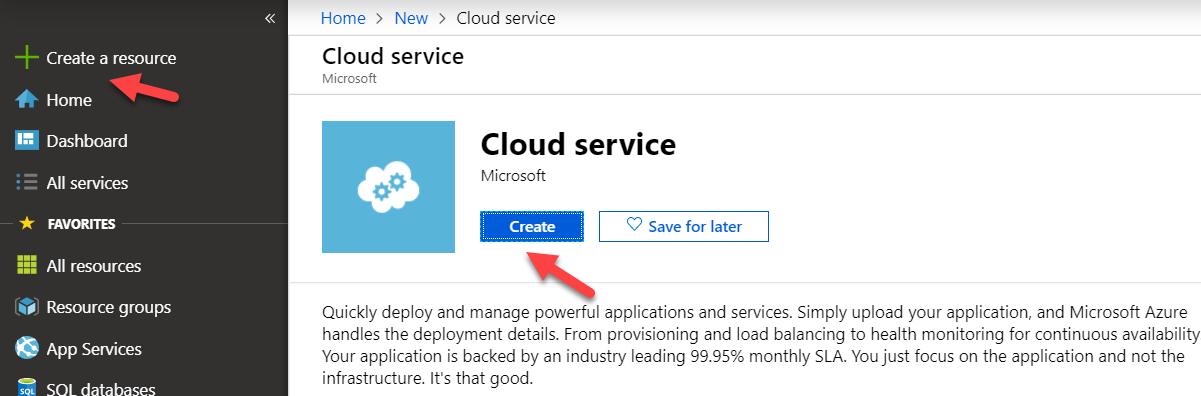 «
Create a resource
Home
Dashboard
All services
FAVORITES
All resources
Resource groups
App Services
SQL
SQL databases
Home > New > Cloud service
Cloud service
Microsoft
Cloud service
Microsoft
Create
Save for later
Quickly deploy and manage powerful applications and services. Simply upload your application, and Microsoft Azure
handles the deployment details. From provisioning and load balancing to health monitoring for continuous availability
Your application is backed by an industry leading 99.95% monthly SLA. You just focus on the application and not the
infrastructure. It's that good.